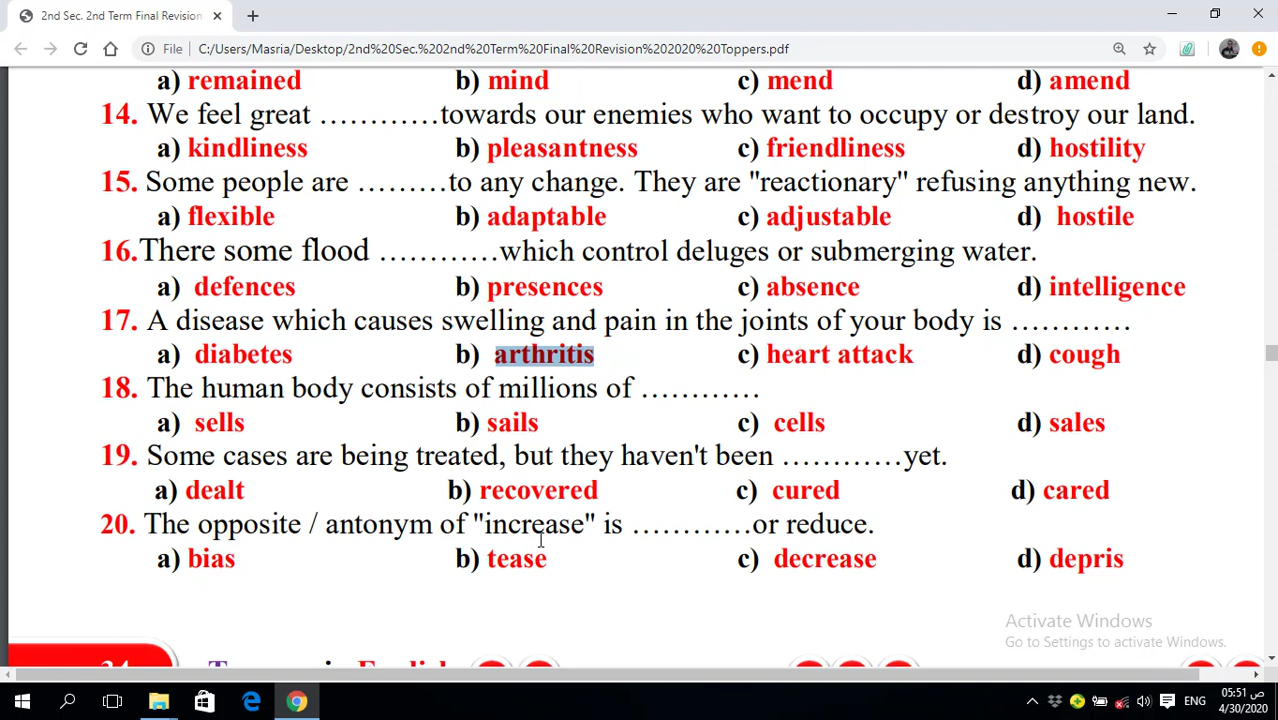 2nd Sec. 2nd Term Final Revision
File C:/Users/Masria/Desktop/2nd%20Sec.%202nd%20Term%20Final%20Revision%202020%20Toppers.pdf
a) remained b) mind c) mend d) amend
14. We feel great …………towards our enemies who want to occupy or destroy our land.
a) kindliness b) pleasantness c) friendliness d) hostility
15. Some people are ………to any change. They are "reactionary" refusing anything new.
a) flexible b) adaptable c) adjustable d) hostile
16.There some flood …………which control deluges or submerging water.
a) defences b) presences c) absence d) intelligence
17. A disease which causes swelling and pain in the joints of your body is …………
a) diabetes b) arthritis c) heart attack d) cough
18. The human body consists of millions of …………
a) sells b) sails c) cells d) sales
19. Some cases are being treated, but they haven't been …………yet.
a) dealt b) recovered c) cured d) cared
20. The opposite / antonym of "increase" is …………or reduce.
a) bias b) tease c) decrease d) depris
Activate Windows
Go to Settings to activate Windows.
ENG
05:51 ص
4/30/2020